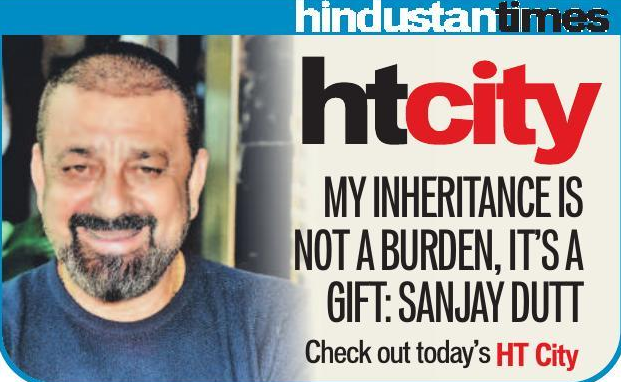 hindustantimes
htcity
MY INHERITANCE IS
NOT A BURDEN, IT'S A
GIFT: SANJAY DUTT
Check out today's HT City